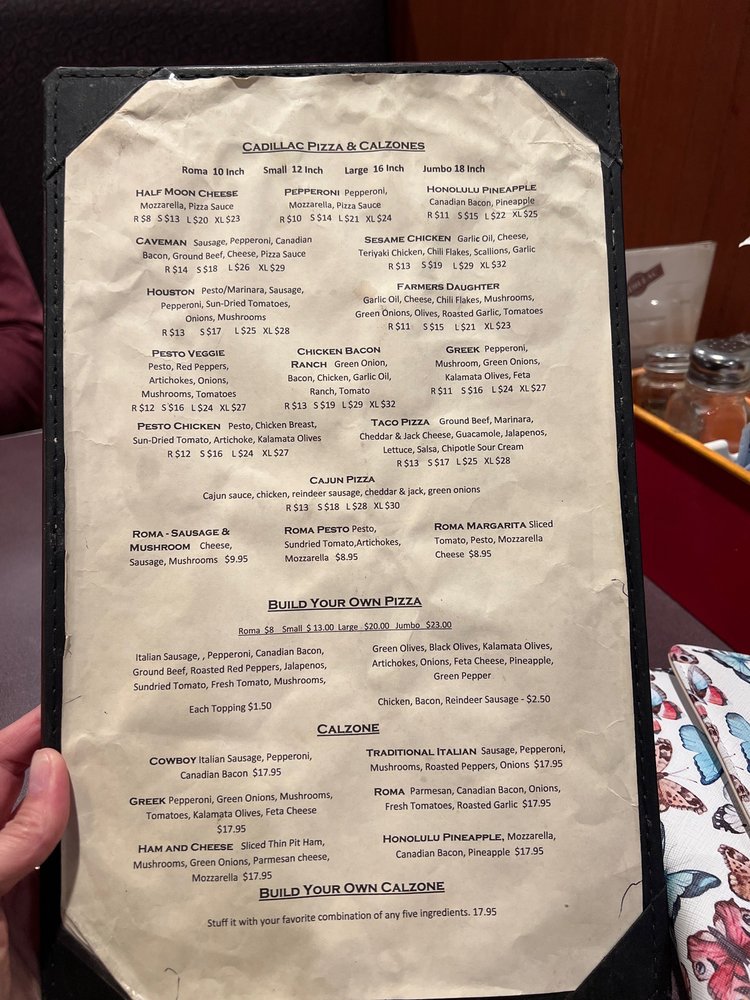 CADILLAC PIZZA & CALZONES
Roma 10 Inch Small 12 Inch Large 16 Inch Jumbo 18 Inch
HALF MOON CHEESE
Mozzarella, Pizza Sauce
R $8 S $13 L $20 XL $23
PEPPERONI Pepperoni,
Mozzarella, Pizza Sauce
R $10 S $14 L $21 XL $24
HONOLULU PINEAPPLE
Canadian Bacon, Pineapple
R $11 S $15 L $22 XL $25
CAVEMAN Sausage, Pepperoni, Canadian
Bacon, Ground Beef, Cheese, Pizza Sauce
R $14 S $18 L $26 XL $29
SESAME CHICKEN Garlic Oil, Cheese,
Teriyaki Chicken, Chili Flakes, Scallions, Garlic
R $13 S $19 L $29 XL $32
HOUSTON Pesto/Marinara, Sausage,
Pepperoni, Sun-Dried Tomatoes,
Onions, Mushrooms
R $13 S $17 L $25 XL $28
FARMERS DAUGHTER
Garlic Oil, Cheese, Chili Flakes, Mushrooms,
Green Onions, Olives, Roasted Garlic, Tomatoes
R $11 S $15 L $21 XL $23
PESTO VEGGIE
Pesto, Red Peppers,
Artichokes, Onions,
Mushrooms, Tomatoes
R $12 S $16 L $24 XL $27
CHICKEN BACON
RANCH Green Onion,
Bacon, Chicken, Garlic Oil,
Ranch, Tomato
R $13 S $19 L $29 XL $32
GREEK Pepperoni,
Mushroom, Green Onions,
Kalamata Olives, Feta
R $11 S $16 L $24 XL $27
PESTO CHICKEN Pesto, Chicken Breast,
Sun-Dried Tomato, Artichoke, Kalamata Olives
R $12 S $16 L $24 XL $27
TACO PIZZA Ground Beef, Marinara,
Cheddar & Jack Cheese, Guacamole, Jalapenos,
Lettuce, Salsa, Chipotle Sour Cream
R $13 S $17 L $25 XL $28
CAJUN PIZZA
Cajun sauce, chicken, reindeer sausage, cheddar & jack, green onions
R $13 S $18 L $28 XL $30
ROMA - SAUSAGE &
MUSHROOM Cheese,
Sausage, Mushrooms $9.95
ROMA PESTO Pesto,
Sundried Tomato,Artichokes,
Mozzarella $8.95
ROMA MARGARITA Sliced
Tomato, Pesto, Mozzarella
Cheese $8.95
BUILD YOUR OWN PIZZA
Roma $8 Small $ 13.00 Large $20.00 Jumbo $23.00
Italian Sausage, , Pepperoni, Canadian Bacon,
Ground Beef, Roasted Red Peppers, Jalapenos,
Sundried Tomato, Fresh Tomato, Mushrooms,
Each Topping $1.50
Green Olives, Black Olives, Kalamata Olives,
Artichokes, Onions, Feta Cheese, Pineapple,
Green Pepper
Chicken, Bacon, Reindeer Sausage - $2.50
CALZONE
COWBOY Italian Sausage, Pepperoni,
Canadian Bacon $17.95
TRADITIONAL ITALIAN Sausage, Pepperoni,
Mushrooms, Roasted Peppers, Onions $17.95
GREEK Pepperoni, Green Onions, Mushrooms,
Tomatoes, Kalamata Olives, Feta Cheese
$17.95
ROMA Parmesan, Canadian Bacon, Onions,
Fresh Tomatoes, Roasted Garlic $17.95
HAM AND CHEESE Sliced Thin Pit Ham,
Mushrooms, Green Onions, Parmesan cheese,
Mozzarella $17.95
HONOLULU PINEAPPLE, Mozzarella,
Canadian Bacon, Pineapple $17.95
BUILD YOUR OWN CALZONE
Stuff it with your favorite combination of any five ingredients. 17.95